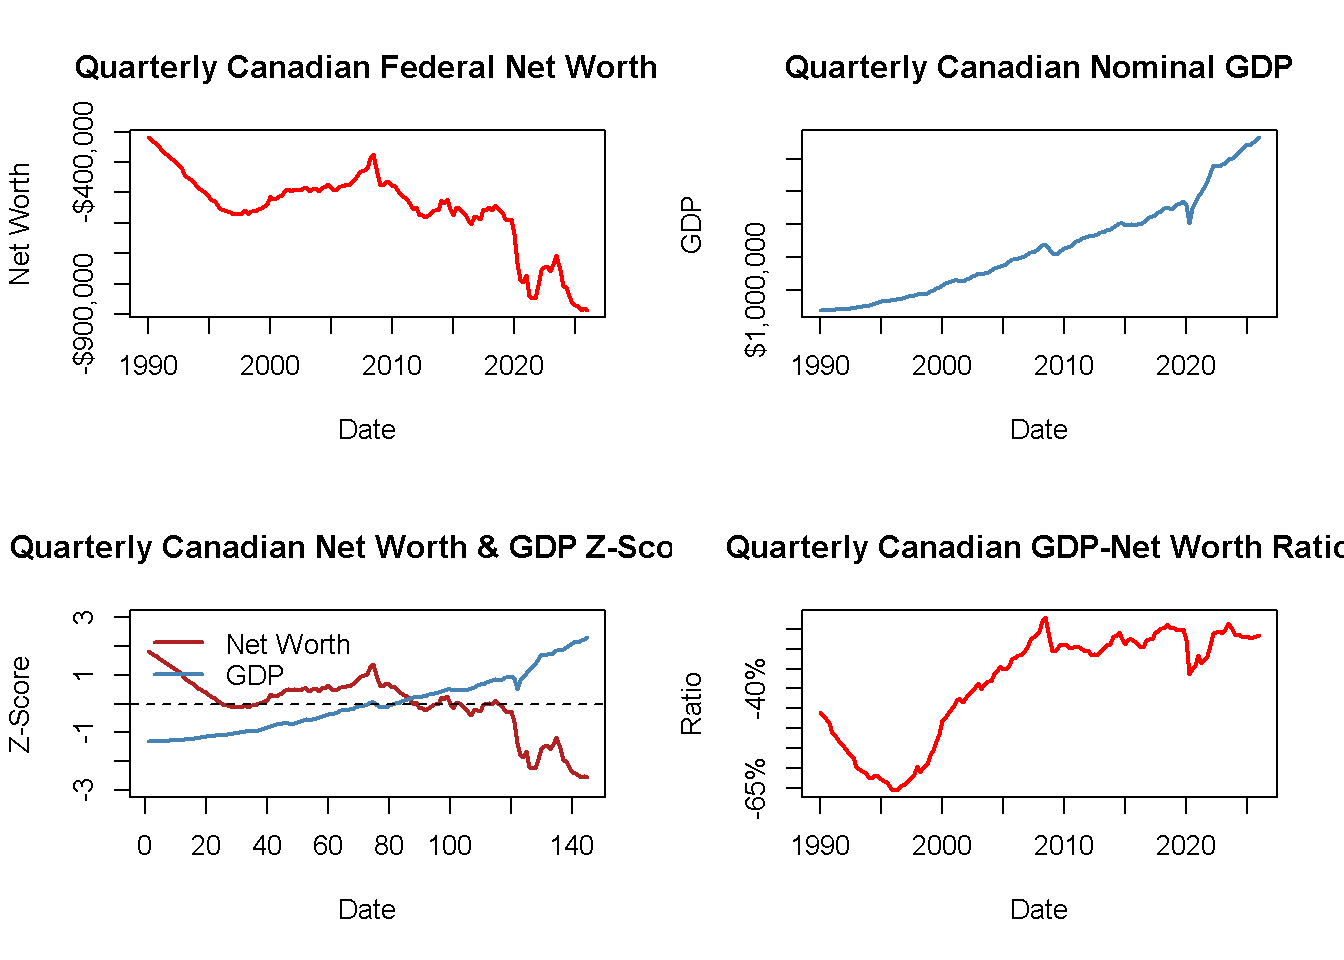 Quarterly Canadian Federal Net Worth
Net Worth
-$400,000
-$900,000
1990 2000 2010 2020
Date
Quarterly Canadian Nominal GDP
GDP
$1,000,000
1990 2000 2010 2020
Date
Quarterly Canadian Net Worth & GDP Z-Sco
Z-Score
3
1
-1
-3
Net Worth
GDP
0 20 40 60 80 100 140
Date
Quarterly Canadian GDP-Net Worth Ratio
Ratio
-40%
-65%
1990 2000 2010 2020
Date